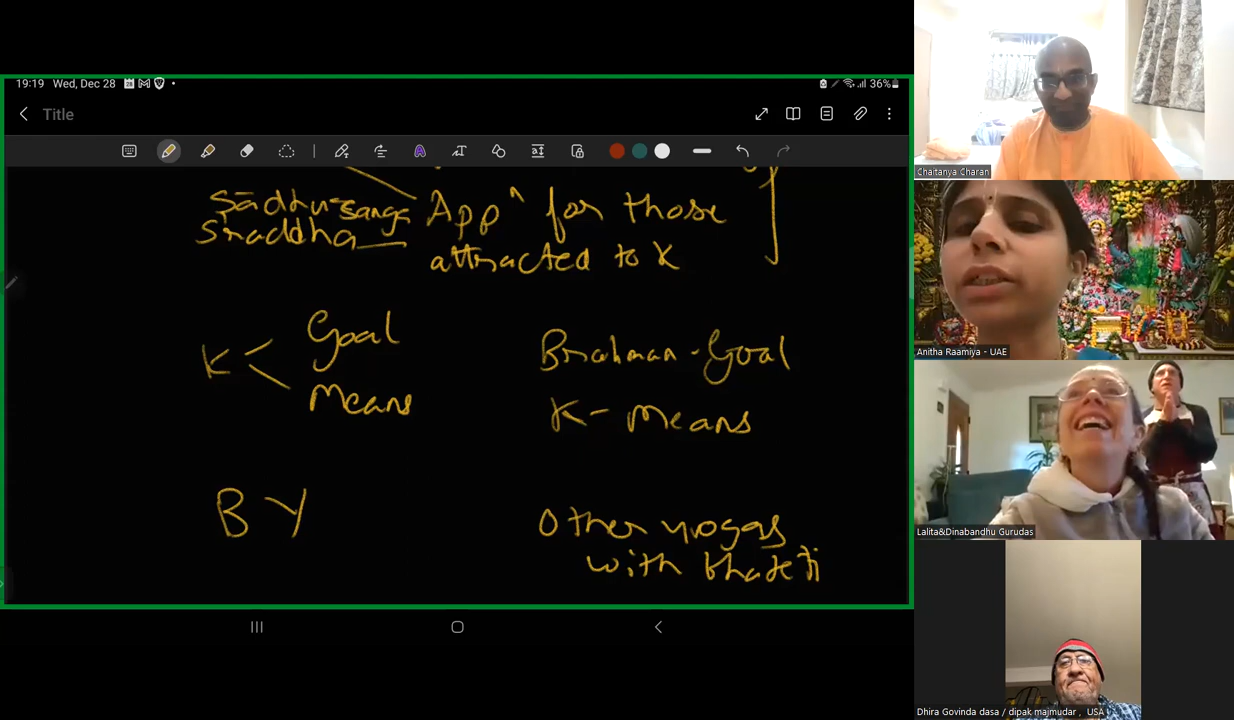 19:19 Wed, Dec 28
36%
Title
sādhu-sanga
sraddha
App^n for those
attracted to K
K < Goal
Means
Brahman - Goal
K - Means
B Y
Other yogas
with bhakti
Chaitanya Charan
Anitha Raamiya - UAE
Lalita&Dinabandhu Gurudas
Dhira Govinda dasa / dipak majmudar , USA